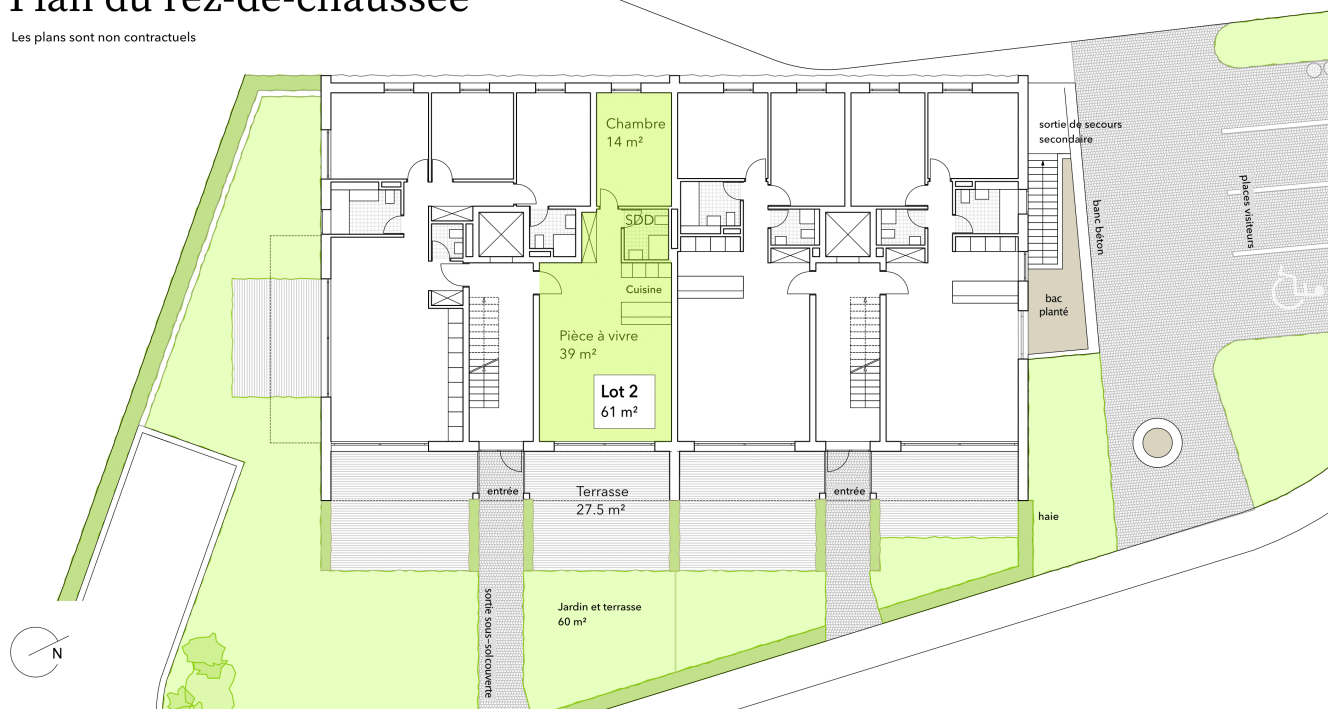 Plan du rez-de-chaussée
Les plans sont non contractuels
Chambre
14 m²
SDD
Cuisine
Pièce à vivre
39 m²
Lot 2
61 m²
entrée
Terrasse
27.5 m²
entrée
haie
sortie de secours
secondaire
banc béton
bac
planté
places visiteurs
Jardin et terrasse
60 m²
sortie sous-sol couverte
N